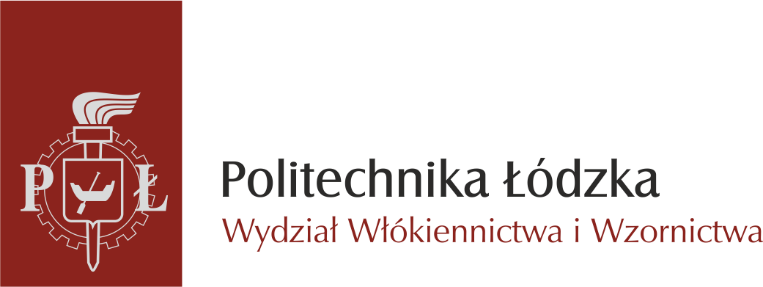 P Ł
Politechnika Łódzka
Wydział Włókiennictwa i Wzornictwa